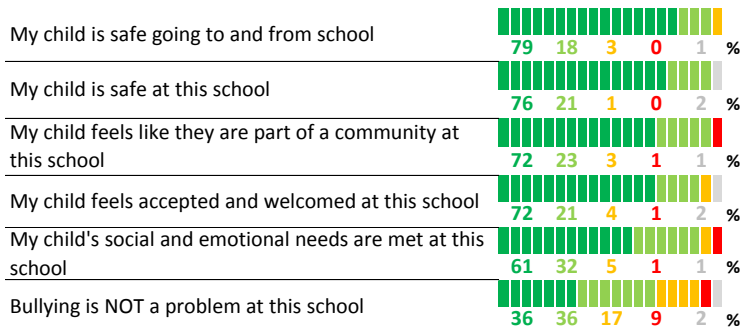 My child is safe going to and from school
79 18 3 0 1 %
My child is safe at this school
76 21 1 0 2 %
My child feels like they are part of a community at
this school
72 23 3 1 1 %
My child feels accepted and welcomed at this school
72 21 4 1 2 %
My child's social and emotional needs are met at this
school
61 32 5 1 1 %
Bullying is NOT a problem at this school
36 36 17 9 2 %